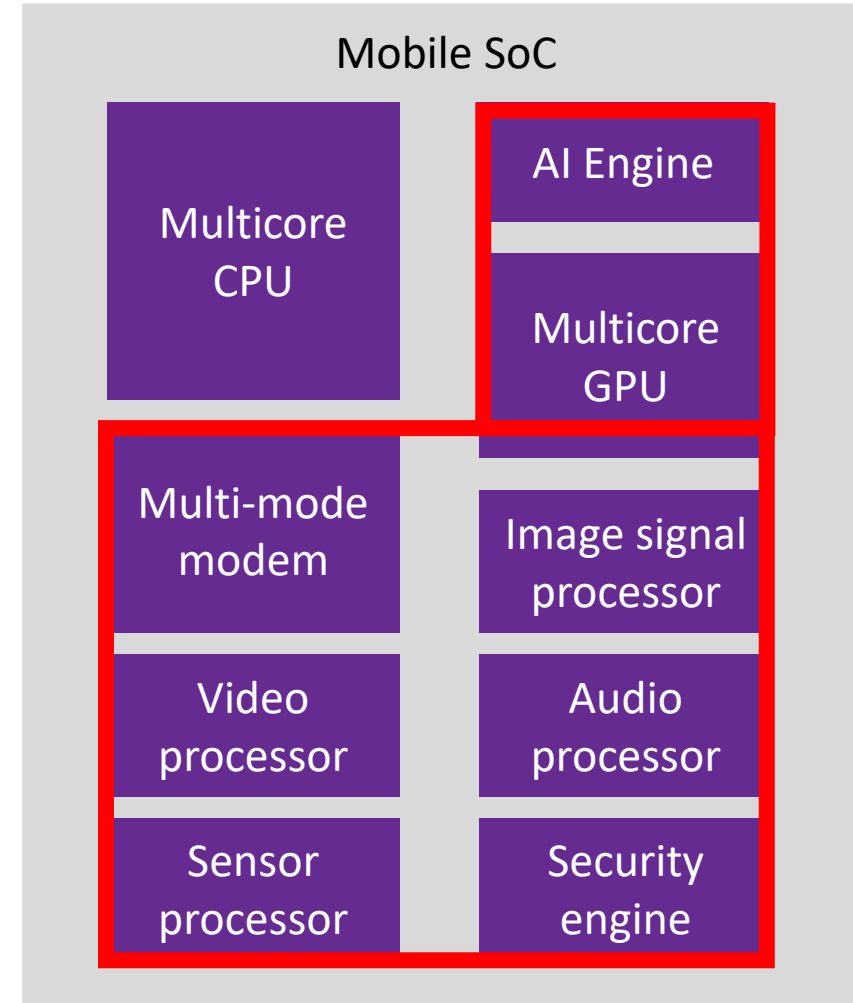 Mobile SoC
Multicore
CPU
AI Engine
Multicore
GPU
Multi-mode
modem
Image signal
processor
Video
processor
Audio
processor
Sensor
processor
Security
engine